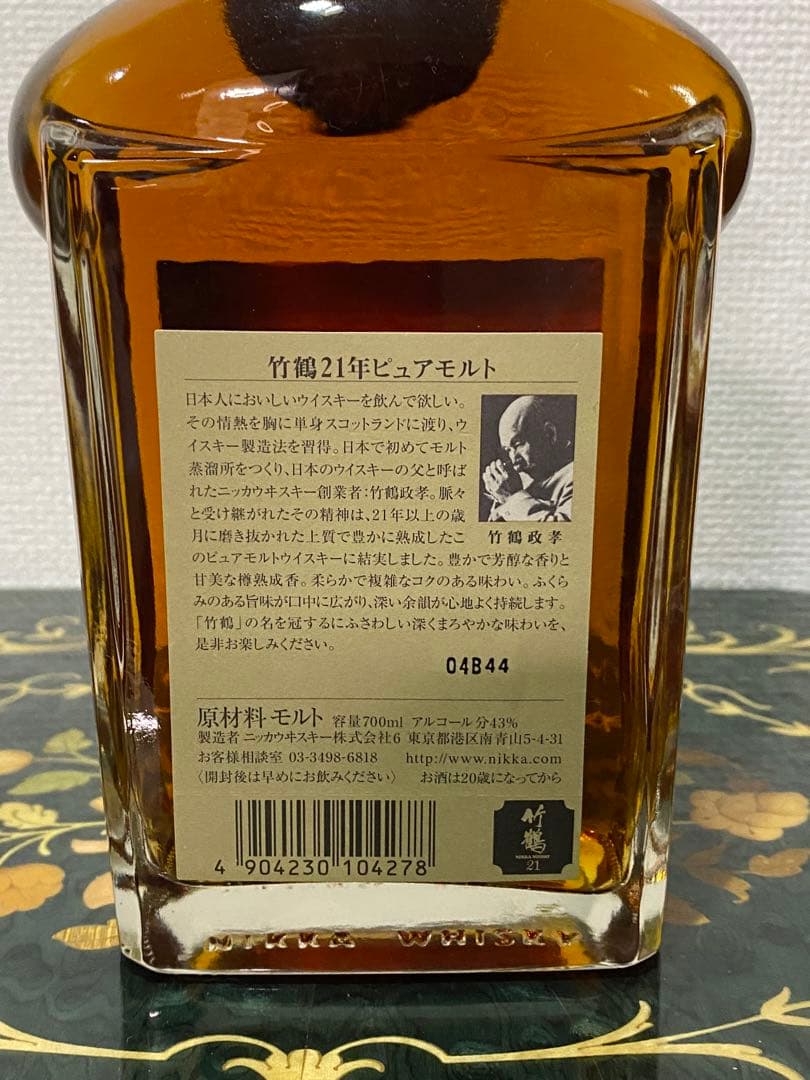 竹鶴21年ピュアモルト
日本人においしいウイスキーを飲んで欲しい。
その情熱を胸に単身スコットランドに渡り、ウ
イスキー製造法を習得。日本で初めてモルト
蒸溜所をつくり、日本のウイスキーの父と呼ば
れたニッカウヰスキー創業者:竹鶴政孝。脈々
と受け継がれたその精神は、21年以上の歳
月に磨き抜かれた上質で豊かに熟成したこ
のピュアモルトウイスキーに結実しました。豊かで芳醇な香りと
甘美な樽熟成香。柔らかで複雑なコクのある味わい。ふくら
みのある旨味が口中に広がり、深い余韻が心地よく持続します。
「竹鶴」の名を冠するにふさわしい深くまろやかな味わいを、
是非お楽しみください。
竹鶴政孝
04B44
原材料 モルト 容量700ml アルコール分43%
製造者 ニッカウヰスキー株式会社6 東京都港区南青山5-4-31
お客様相談室 03-3498-6818 http://www.nikka.com
〈開封後は早めにお飲みください〉 お酒は20歳になってから
4 904230 104278
竹鶴
NIKKA WHISKY
21
NIKKA WHISKY